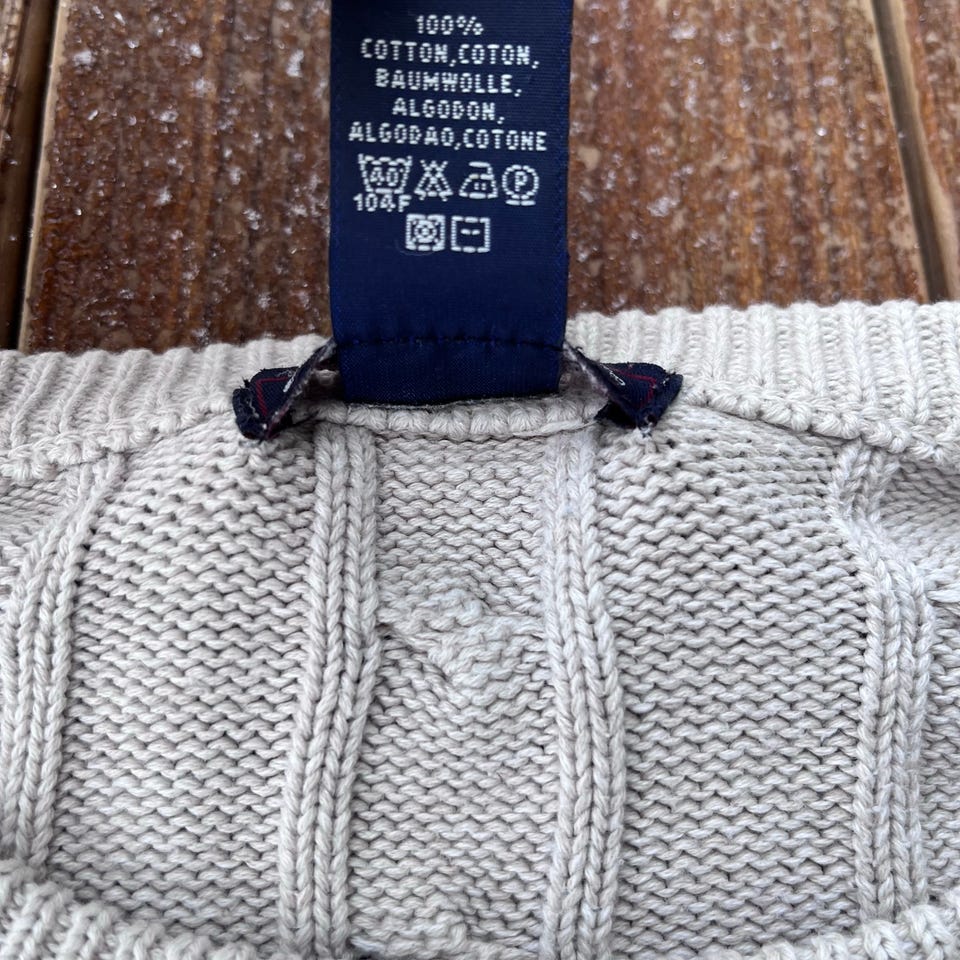 100%
COTTON,COTON,
BAUMWOLLE,
ALGODON,
ALGODAO,COTONE
40 P
104F